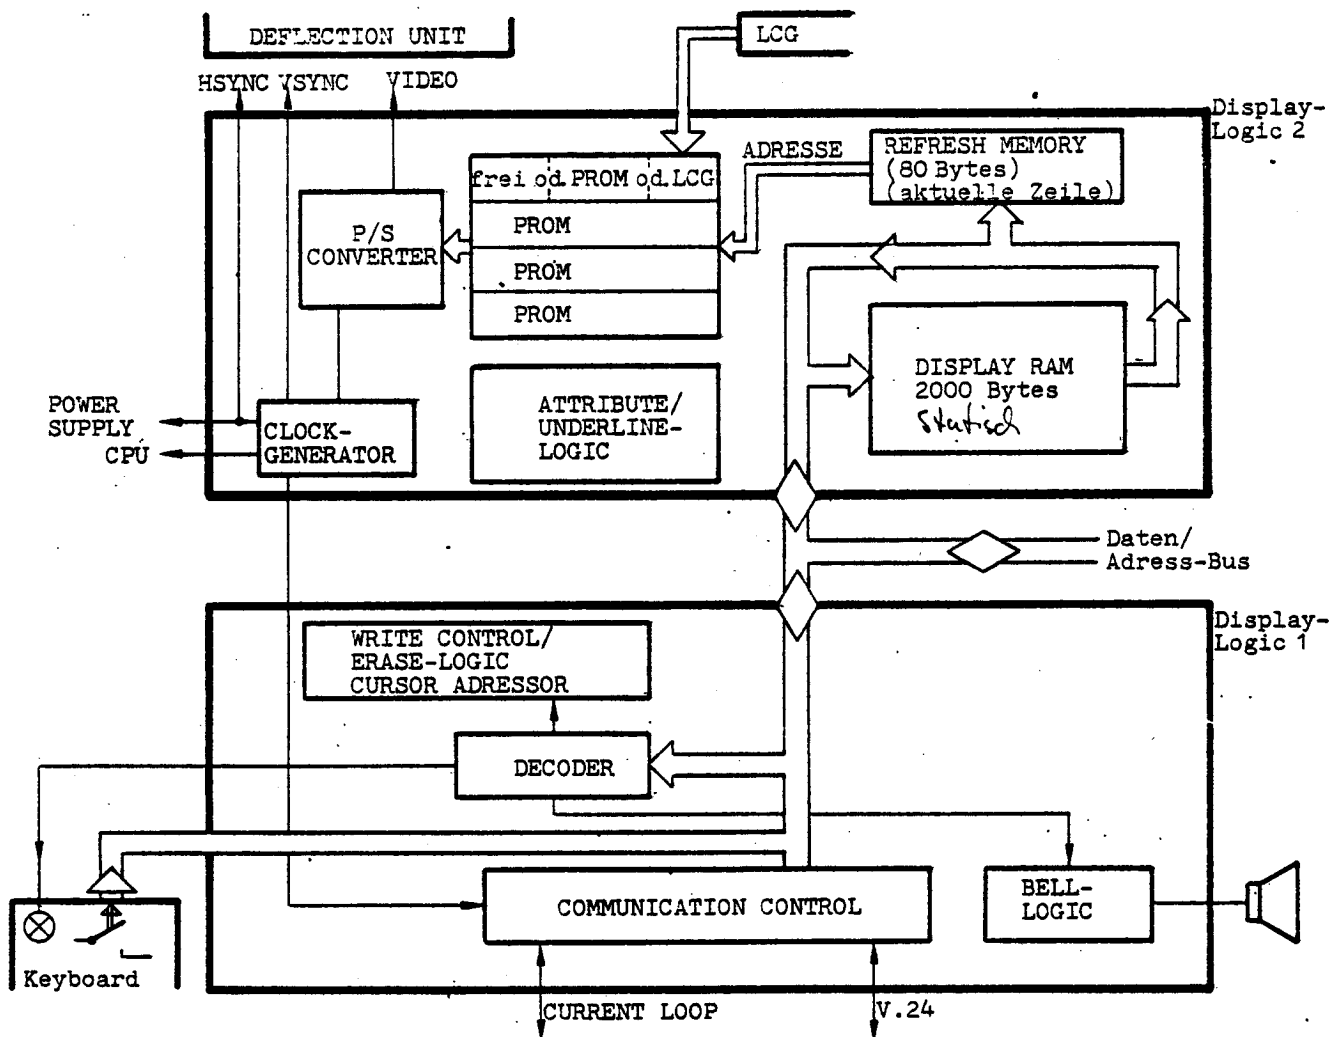 DEFLECTION UNIT
LCG
HSYNC VSYNC VIDEO
Display-
Logic 2
ADRESSE
REFRESH MEMORY
(80 Bytes)
(aktuelle Zeile)
frei od. PROM od. LCG
PROM
PROM
PROM
P/S
CONVERTER
DISPLAY RAM
2000 Bytes
Statisch
ATTRIBUTE/
UNDERLINE-
LOGIC
POWER
SUPPLY
CPU
CLOCK-
GENERATOR
Daten/
Adress-Bus
Display-
Logic 1
WRITE CONTROL/
ERASE-LOGIC
CURSOR ADRESSOR
DECODER
COMMUNICATION CONTROL
BELL-
LOGIC
Keyboard
CURRENT LOOP
V.24